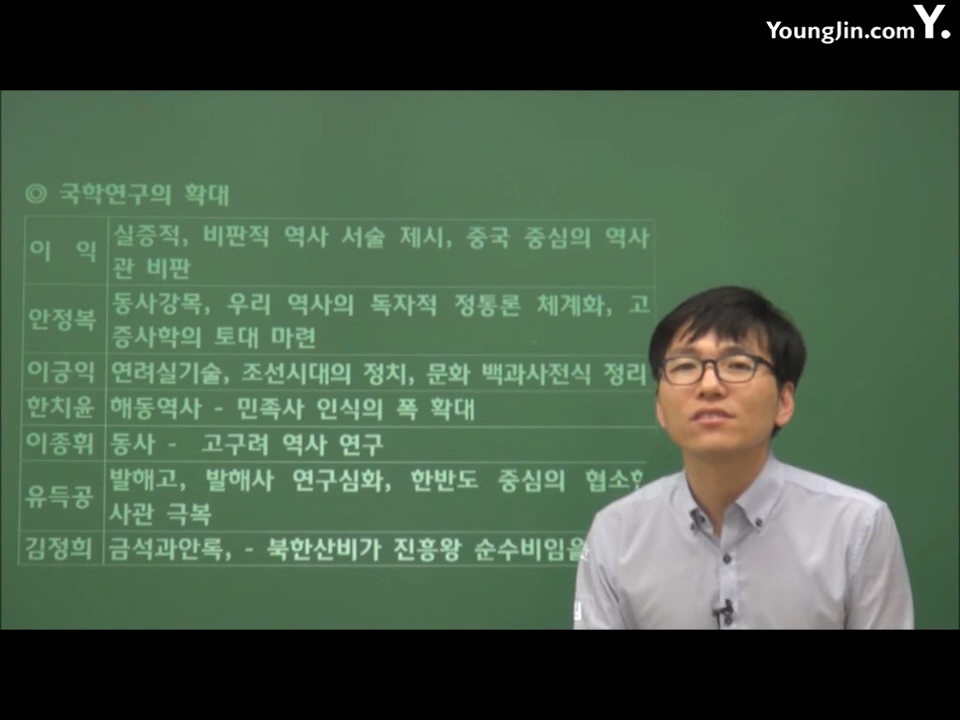 YoungJin.com Y.
◎ 국학연구의 확대
이 익
실증적, 비판적 역사 서술 제시, 중국 중심의 역사
관 비판
안정복
동사강목, 우리 역사의 독자적 정통론 체계화, 고
증사학의 토대 마련
이긍익 연려실기술, 조선시대의 정치, 문화 백과사전식 정리
한치윤 해동역사 - 민족사 인식의 폭 확대
이종휘 동사 - 고구려 역사 연구
유득공
발해고, 발해사 연구심화, 한반도 중심의
사관 극복
김정희 금석과안록, - 북한산비가 진흥왕